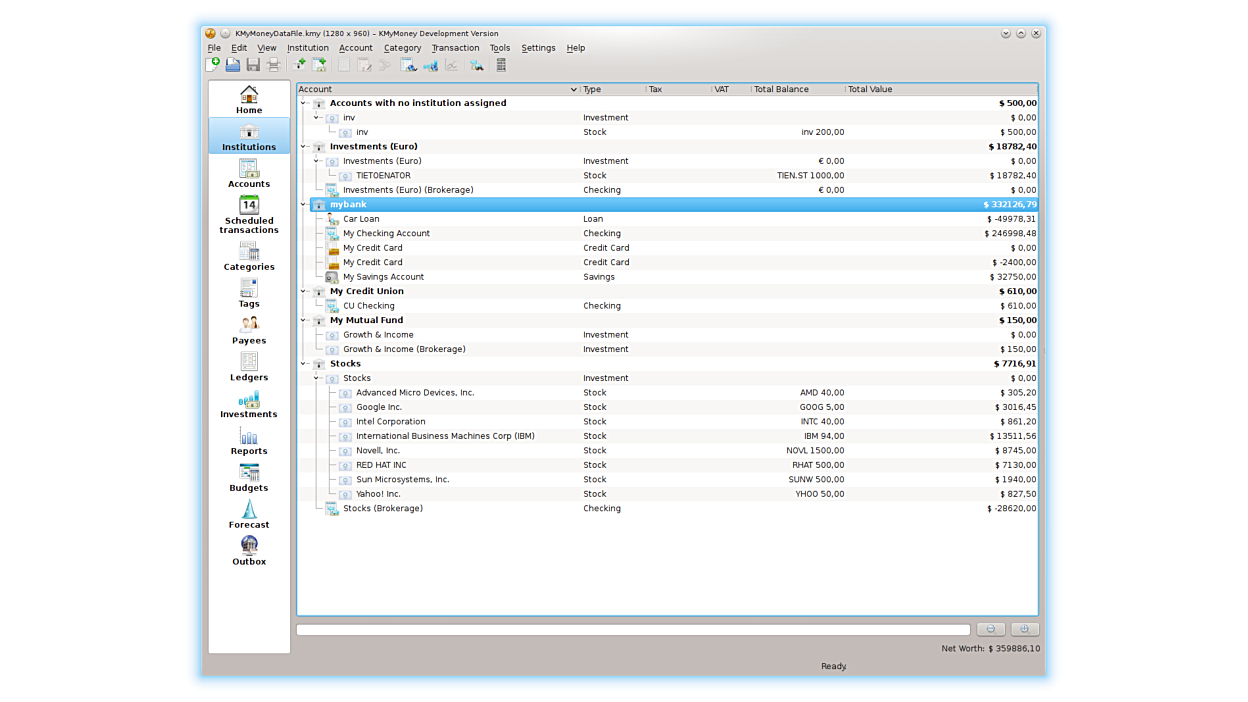 KMyMoneyDataFile.kmy (1280 x 960) – KMyMoney Development Version
File Edit View Institution Account Category Transaction Tools Settings Help
Home
Institutions
Accounts
14
Scheduled
transactions
Categories
Tags
Payees
Ledgers
Investments
Reports
Budgets
Forecast
Outbox
Account Type Tax VAT Total Balance Total Value
Accounts with no institution assigned $ 500,00
inv Investment $ 0,00
inv Stock inv 200,00 $ 500,00
Investments (Euro) $ 18782,40
Investments (Euro) Investment € 0,00 $ 0,00
TIETOENATOR Stock TIEN.ST 1000,00 $ 18782,40
Investments (Euro) (Brokerage) Checking € 0,00 $ 0,00
mybank $ 332126,79
Car Loan Loan $ -49978,31
My Checking Account Checking $ 246998,48
My Credit Card Credit Card $ 0,00
My Credit Card Credit Card $ -2400,00
My Savings Account Savings $ 32750,00
My Credit Union $ 610,00
CU Checking Checking $ 610,00
My Mutual Fund $ 150,00
Growth & Income Investment $ 0,00
Growth & Income (Brokerage) Investment $ 150,00
Stocks $ 7716,91
Stocks Investment $ 0,00
Advanced Micro Devices, Inc. Stock AMD 40,00 $ 305,20
Google Inc. Stock GOOG 5,00 $ 3016,45
Intel Corporation Stock INTC 40,00 $ 861,20
International Business Machines Corp (IBM) Stock IBM 94,00 $ 13511,56
Novell, Inc. Stock NOVL 1500,00 $ 8745,00
RED HAT INC Stock RHAT 500,00 $ 7130,00
Sun Microsystems, Inc. Stock SUNW 500,00 $ 1940,00
Yahoo! Inc. Stock YHOO 50,00 $ 827,50
Stocks (Brokerage) Checking $ -28620,00
Net Worth: $ 359886,10
Ready.